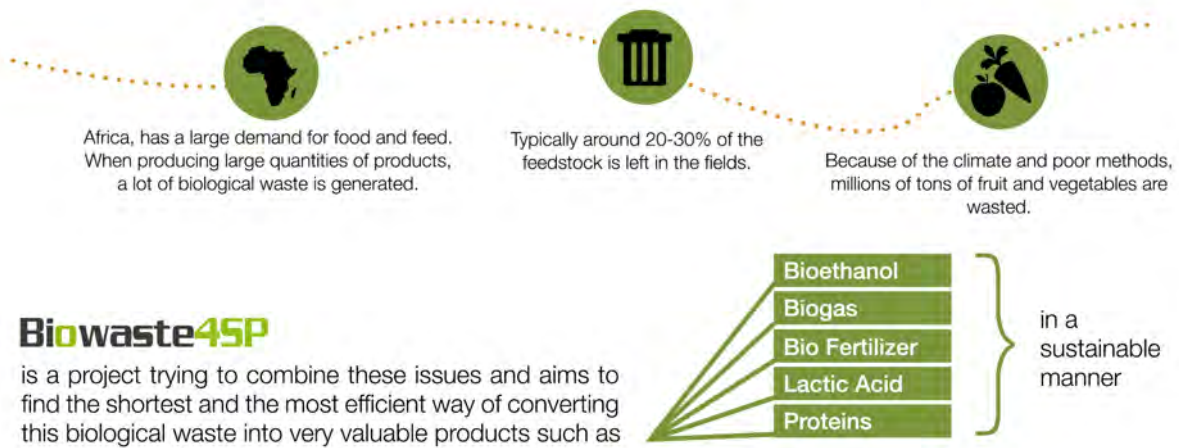 Africa, has a large demand for food and feed.
When producing large quantities of products,
a lot of biological waste is generated.
Typically around 20-30% of the
feedstock is left in the fields.
Because of the climate and poor methods,
millions of tons of fruit and vegetables are
wasted.
Biowaste4SP
is a project trying to combine these issues and aims to
find the shortest and the most efficient way of converting
this biological waste into very valuable products such as
Bioethanol
Biogas
Bio Fertilizer
Lactic Acid
Proteins
in a
sustainable
manner